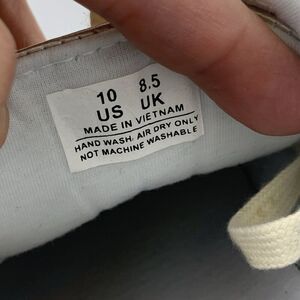 10 8.5
US UK
MADE IN VIETNAM
HAND WASH. AIR DRY ONLY
NOT MACHINE WASHABLE